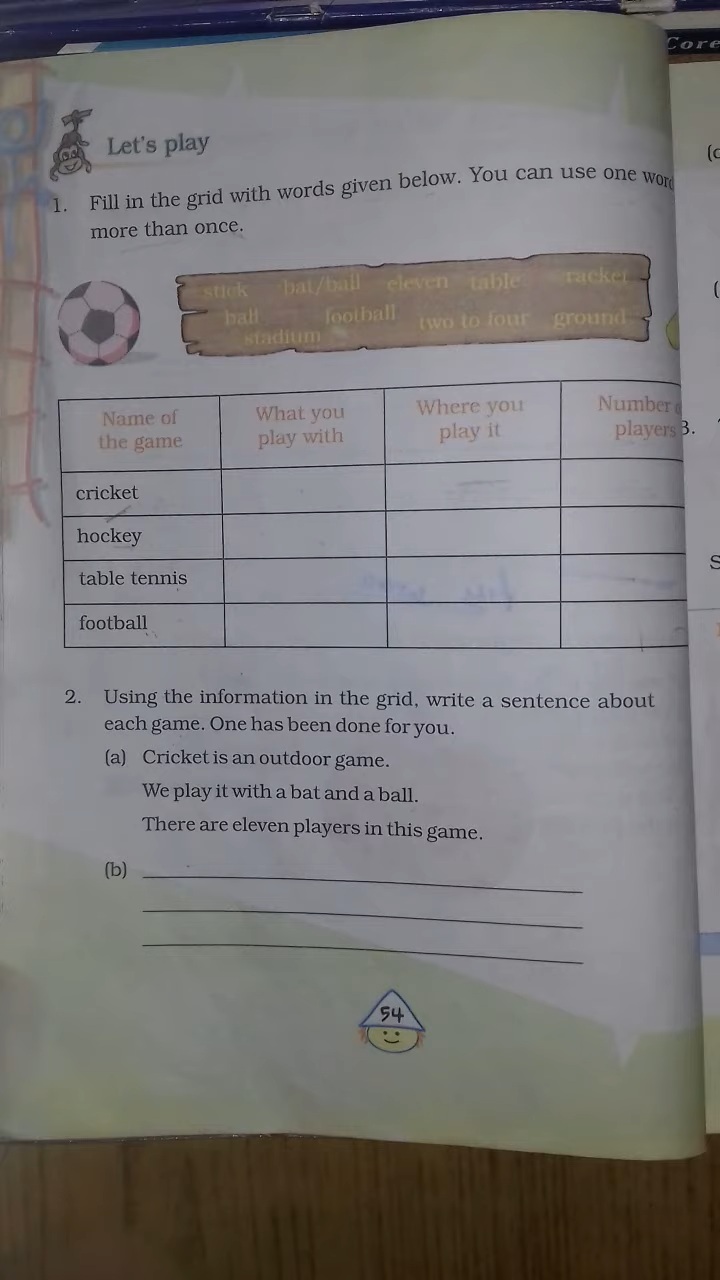 Core
Let's play
1. Fill in the grid with words given below. You can use one word
more than once.
stick bat/ball eleven table racket
ball football two to four ground
stadium
Name of
the game
What you
play with
Where you
play it
Number
players
cricket
hockey
table tennis
football
2. Using the information in the grid, write a sentence about
each game. One has been done for you.
(a) Cricket is an outdoor game.
We play it with a bat and a ball.
There are eleven players in this game.
(b)
54
3.